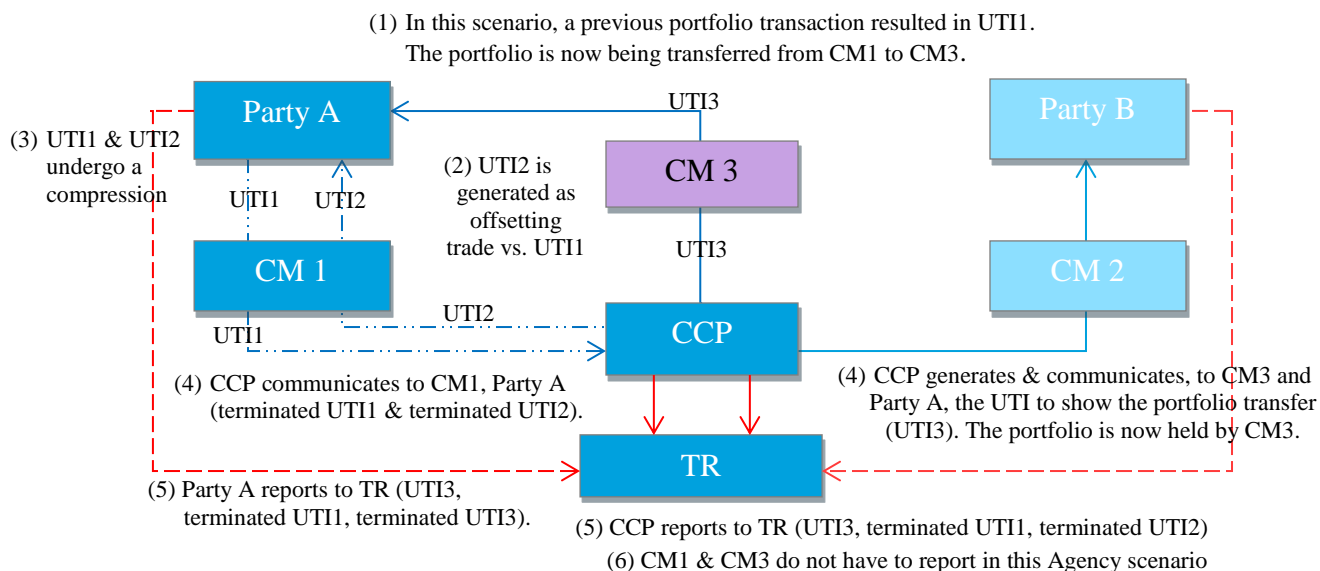 (1) In this scenario, a previous portfolio transaction resulted in UTI1.
The portfolio is now being transferred from CM1 to CM3.
Party A
UTI3
Party B
(3) UTI1 & UTI2
undergo a
compression
UTI1
UTI2
(2) UTI2 is
generated as
offsetting
trade vs. UTI1
CM 3
UTI3
CM 1
CM 2
UTI1
UTI2
CCP
(4) CCP communicates to CM1, Party A
(terminated UTI1 & terminated UTI2).
(4) CCP generates & communicates, to CM3 and
Party A, the UTI to show the portfolio transfer
(UTI3). The portfolio is now held by CM3.
TR
(5) Party A reports to TR (UTI3,
terminated UTI1, terminated UTI3).
(5) CCP reports to TR (UTI3, terminated UTI1, terminated UTI2)
(6) CM1 & CM3 do not have to report in this Agency scenario